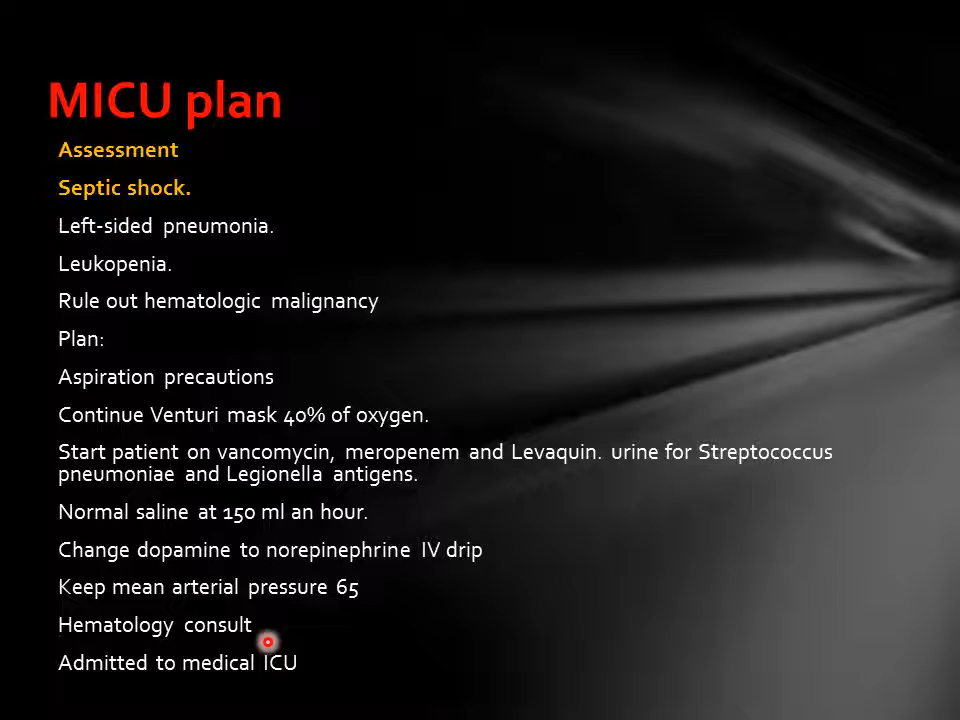 MICU plan
Assessment
Septic shock.
Left-sided pneumonia.
Leukopenia.
Rule out hematologic malignancy
Plan:
Aspiration precautions
Continue Venturi mask 40% of oxygen.
Start patient on vancomycin, meropenem and Levaquin. urine for Streptococcus
pneumoniae and Legionella antigens.
Normal saline at 150 ml an hour.
Change dopamine to norepinephrine IV drip
Keep mean arterial pressure 65
Hematology consult
Admitted to medical ICU